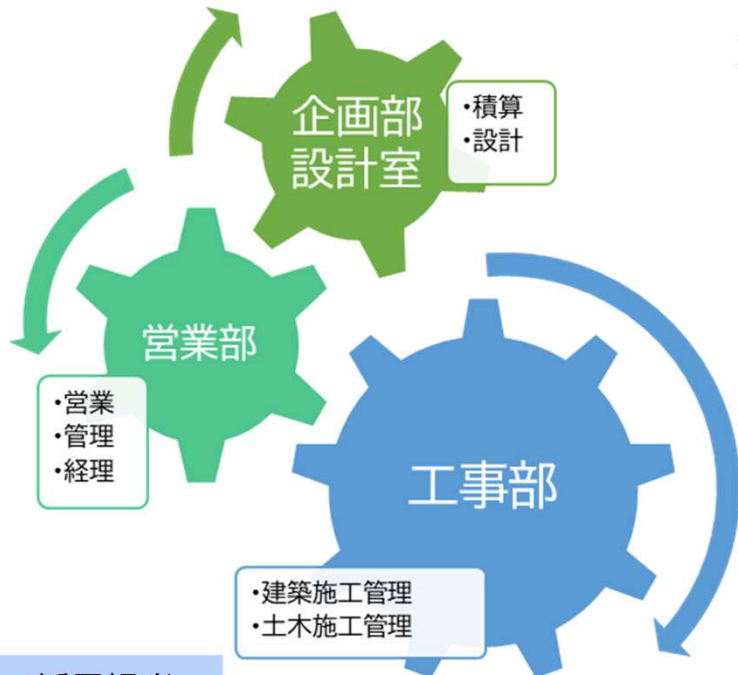 企画部
設計室
・積算
・設計
営業部
・営業
・管理
・経理
工事部
・建築施工管理
・土木施工管理